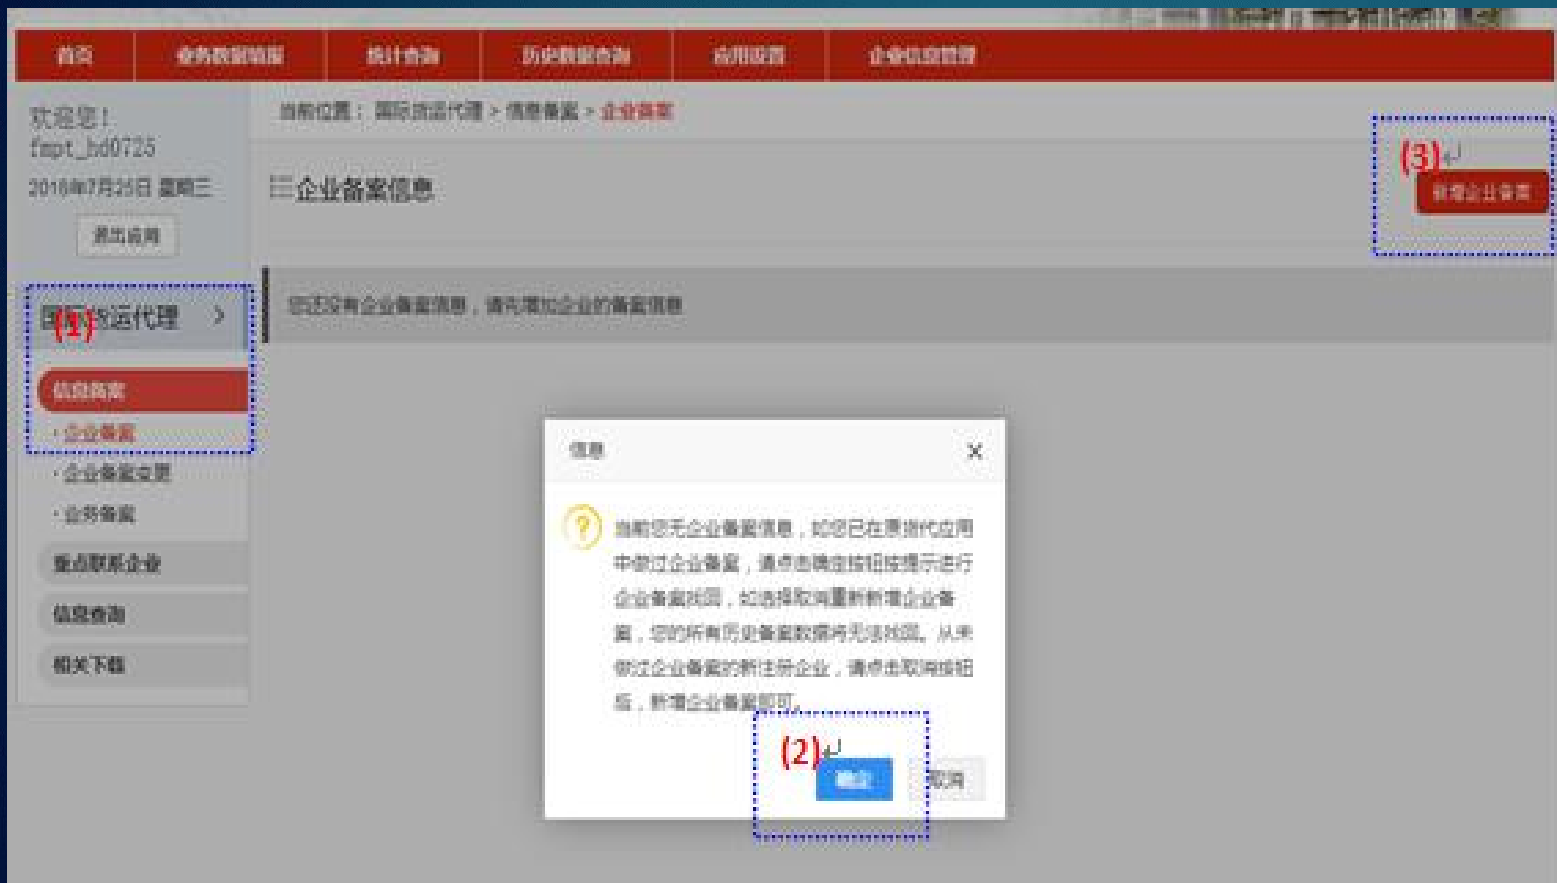 首页 业务数据填报 统计查询 历史数据查询 应用设置 企业信息管理
欢迎您!
fmpt_hd0725
2018年7月25日 星期三
退出应用
当前位置: 国际货运代理 > 信息备案 > 企业备案
企业备案信息
(3)
新增企业备案
您还没有企业备案信息,请先增加企业的备案信息
国际货运代理 >
(1)
信息备案
· 企业备案
· 企业备案变更
· 业务备案
重点联系企业
信息查询
相关下载
信息 X
当前您无企业备案信息,如您已在原货代应用
中做过企业备案,请点击确定按钮按提示进行
企业备案找回,如选择取消重新新增企业备
案,您的所有历史备案数据将无法找回。从未
做过企业备案的新注册企业,请点击取消按钮
后,新增企业备案即可。
(2)
确定 取消